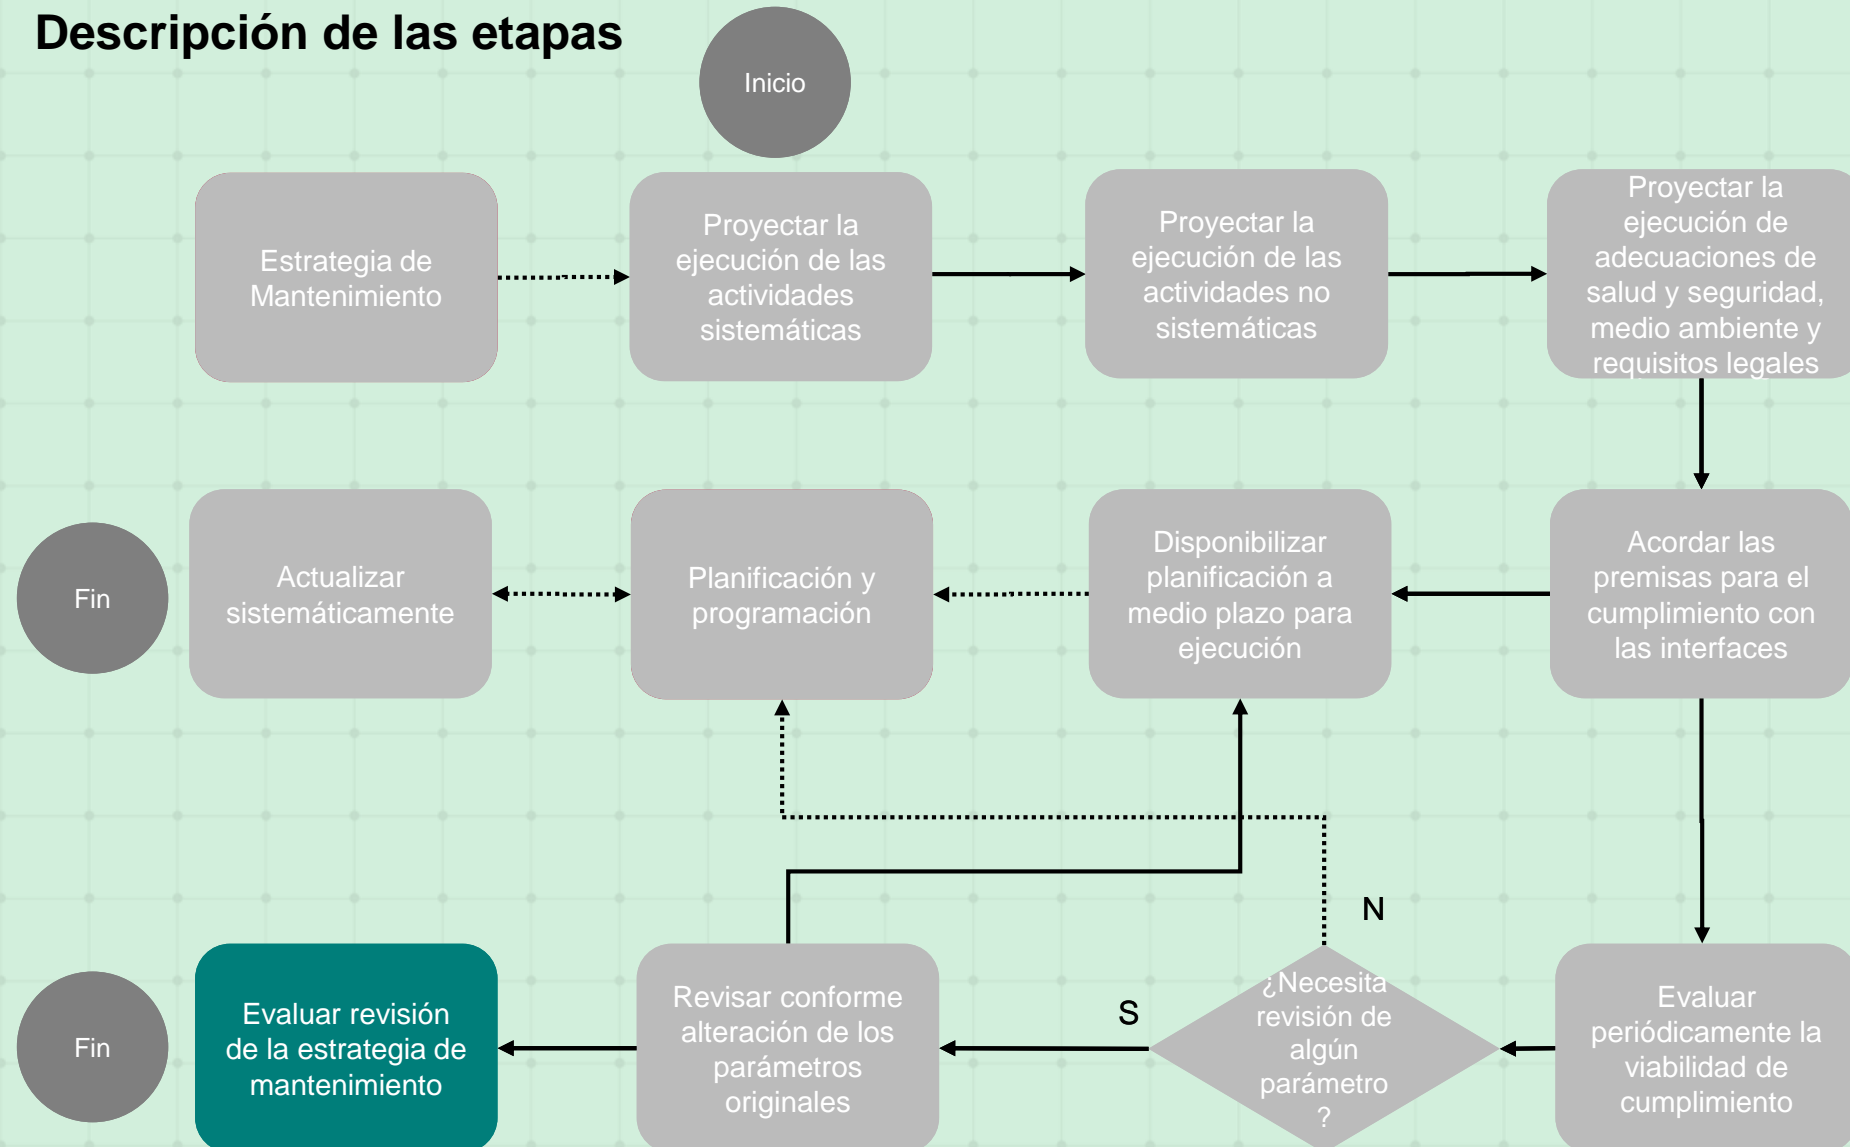 Descripción de las etapas
Inicio
Estrategia de
Mantenimiento
Proyectar la
ejecución de las
actividades
sistemáticas
Proyectar la
ejecución de las
actividades no
sistemáticas
Proyectar la
ejecución de
adecuaciones de
salud y seguridad,
medio ambiente y
requisitos legales
Fin
Actualizar
sistemáticamente
Planificación y
programación
Disponibilizar
planificación a
medio plazo para
ejecución
Acordar las
premisas para el
cumplimiento con
las interfaces
N
S
Fin
Evaluar revisión
de la estrategia de
mantenimiento
Revisar conforme
alteración de los
parámetros
originales
¿Necesita
revisión de
algún
parámetro
?
Evaluar
periódicamente la
viabilidad de
cumplimiento